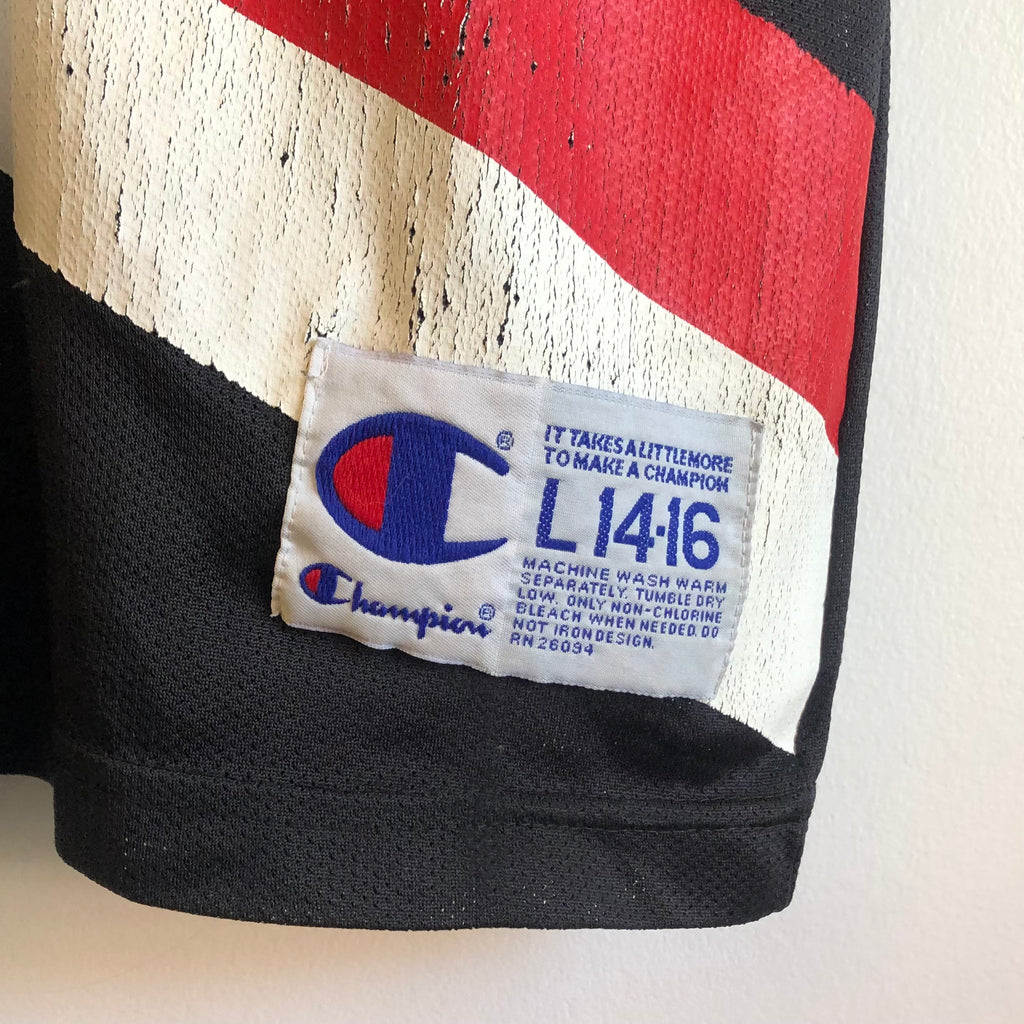 Champion®
®
IT TAKES A LITTLE MORE
TO MAKE A CHAMPION
L 14-16
MACHINE WASH WARM
SEPARATELY. TUMBLE DRY
LOW. ONLY NON-CHLORINE
BLEACH WHEN NEEDED. DO
NOT IRON DESIGN.
RN 26094